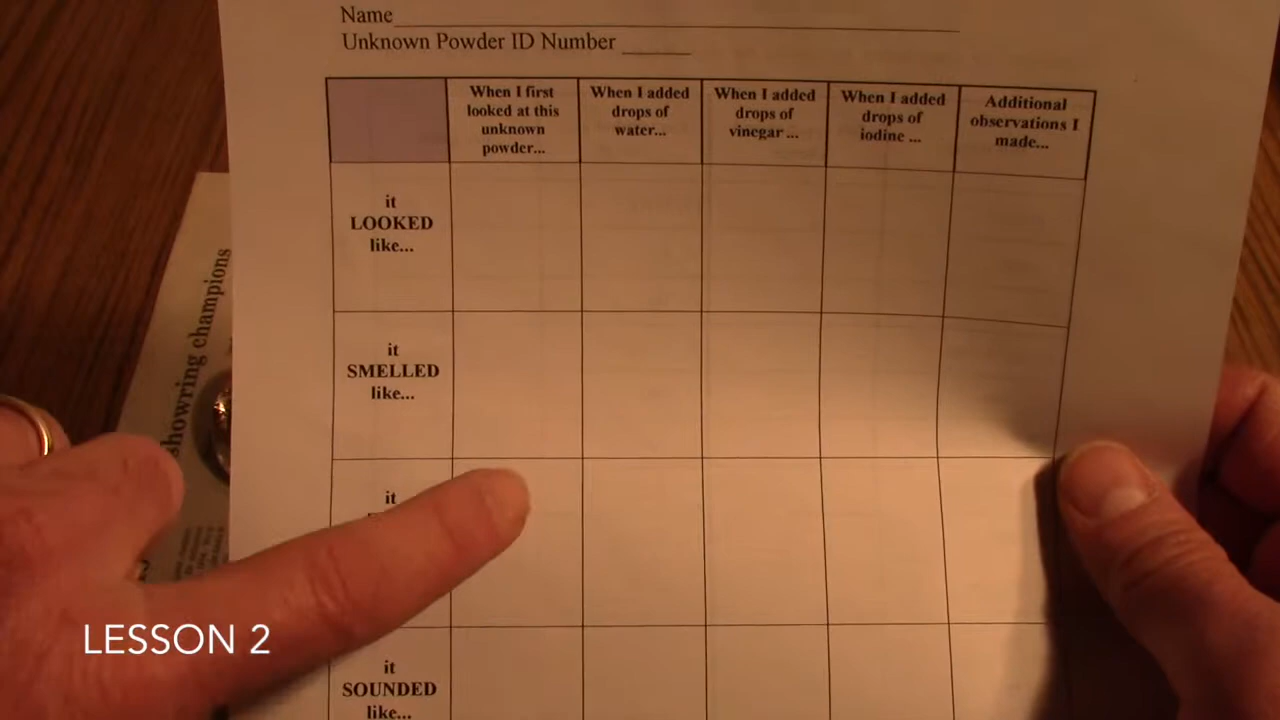 Name
Unknown Powder ID Number
When I first
looked at this
unknown
powder...
When I added
drops of
water...
When I added
drops of
vinegar ...
When I added
drops of
iodine ...
Additional
observations I
made...
it
LOOKED
like...
it
SMELLED
like...
it
it
SOUNDED
like...
showring champions
LESSON 2